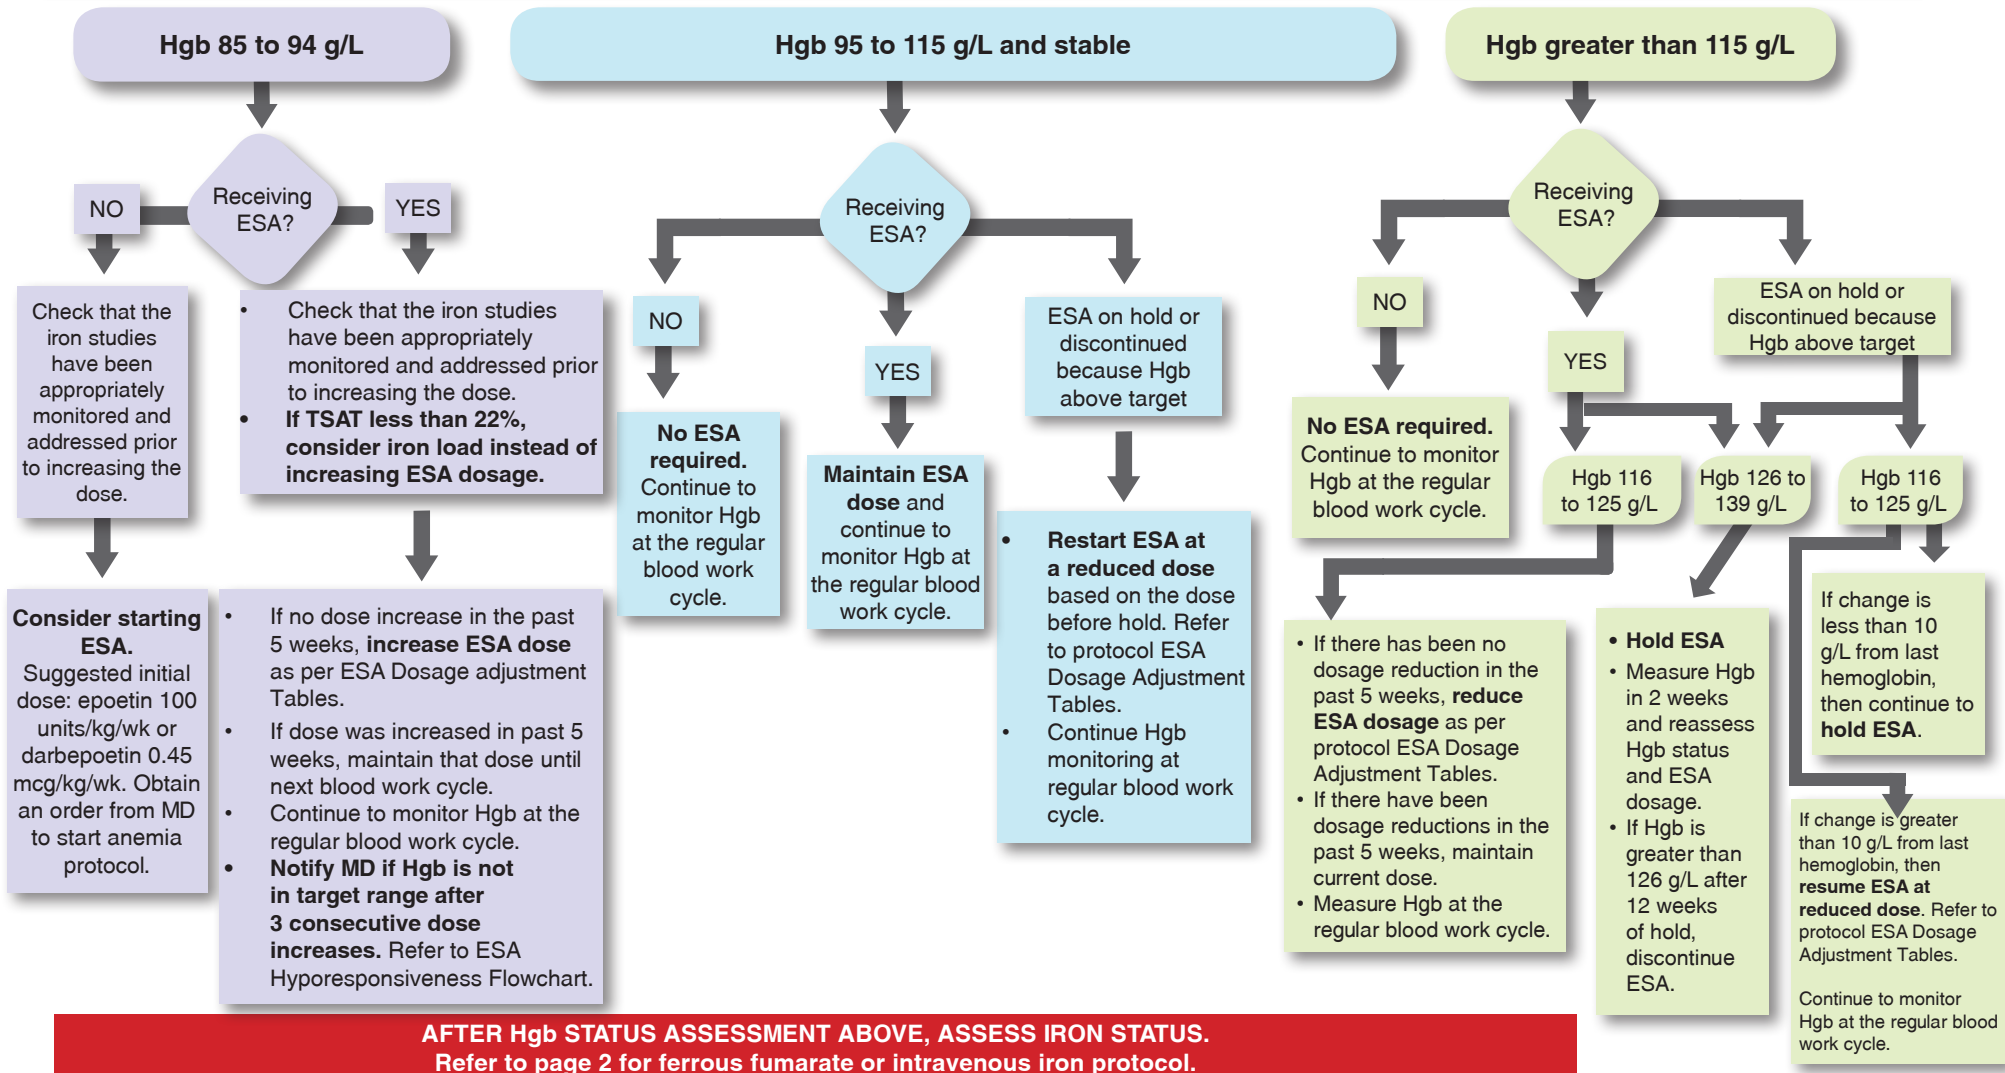 Hgb 85 to 94 g/L
Receiving
ESA?
NO
YES
Check that the
iron studies
have been
appropriately
monitored and
addressed prior
to increasing the
dose.
• Check that the iron studies
have been appropriately
monitored and addressed prior
to increasing the dose.
• If TSAT less than 22%,
consider iron load instead of
increasing ESA dosage.
Consider starting
ESA.
Suggested initial
dose: epoetin 100
units/kg/wk or
darbepoetin 0.45
mcg/kg/wk. Obtain
an order from MD
to start anemia
protocol.
• If no dose increase in the past
5 weeks, increase ESA dose
as per ESA Dosage adjustment
Tables.
• If dose was increased in past 5
weeks, maintain that dose until
next blood work cycle.
• Continue to monitor Hgb at the
regular blood work cycle.
• Notify MD if Hgb is not
in target range after
3 consecutive dose
increases. Refer to ESA
Hyporesponsiveness Flowchart.
Hgb 95 to 115 g/L and stable
Receiving
ESA?
NO
YES
ESA on hold or
discontinued
because Hgb
above target
No ESA
required.
Continue to
monitor Hgb
at the regular
blood work
cycle.
Maintain ESA
dose and
continue to
monitor Hgb at
the regular blood
work cycle.
• Restart ESA at
a reduced dose
based on the dose
before hold. Refer
to protocol ESA
Dosage Adjustment
Tables.
• Continue Hgb
monitoring at
regular blood work
cycle.
Hgb greater than 115 g/L
Receiving
ESA?
NO
YES
ESA on hold or
discontinued because
Hgb above target
No ESA required.
Continue to monitor
Hgb at the regular
blood work cycle.
Hgb 116
to 125 g/L
Hgb 126 to
139 g/L
Hgb 116
to 125 g/L
• If there has been no
dosage reduction in the
past 5 weeks, reduce
ESA dosage as per
protocol ESA Dosage
Adjustment Tables.
• If there have been
dosage reductions in the
past 5 weeks, maintain
current dose.
• Measure Hgb at the
regular blood work cycle.
• Hold ESA
• Measure Hgb
in 2 weeks
and reassess
Hgb status
and ESA
dosage.
• If Hgb is
greater than
126 g/L after
12 weeks
of hold,
discontinue
ESA.
If change is
less than 10
g/L from last
hemoglobin,
then continue to
hold ESA.
If change is greater
than 10 g/L from last
hemoglobin, then
resume ESA at
reduced dose. Refer to
protocol ESA Dosage
Adjustment Tables.
Continue to monitor
Hgb at the regular blood
work cycle.
AFTER Hgb STATUS ASSESSMENT ABOVE, ASSESS IRON STATUS.
Refer to page 2 for ferrous fumarate or intravenous iron protocol.